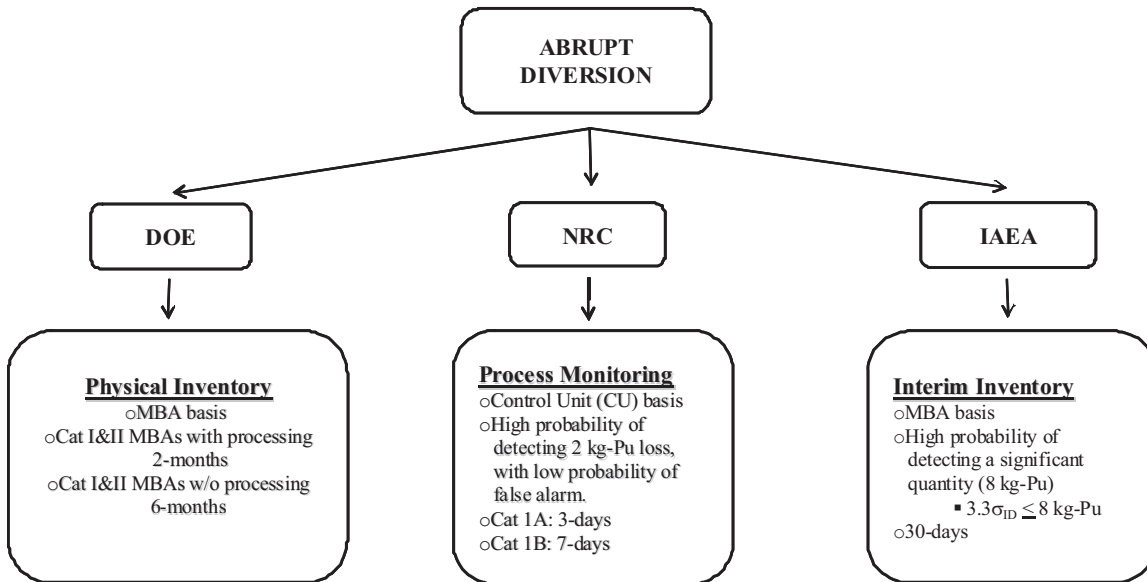 ABRUPT
DIVERSION
DOE
NRC
IAEA
Physical Inventory
oMBA basis
oCat I&II MBAs with processing
2-months
oCat I&II MBAs w/o processing
6-months
Process Monitoring
oControl Unit (CU) basis
oHigh probability of
detecting 2 kg-Pu loss,
with low probability of
false alarm.
oCat 1A: 3-days
oCat 1B: 7-days
Interim Inventory
oMBA basis
oHigh probability of
detecting a significant
quantity (8 kg-Pu)
▪ 3.3σID ≤ 8 kg-Pu
o30-days